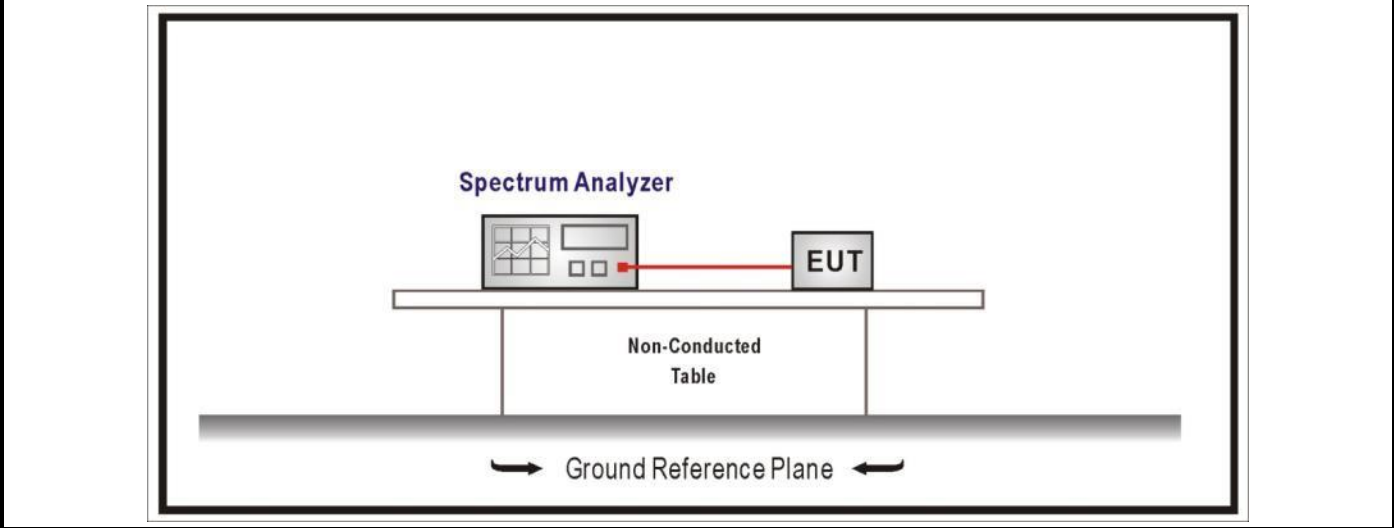 Spectrum Analyzer
EUT
Non-Conducted
Table
Ground Reference Plane